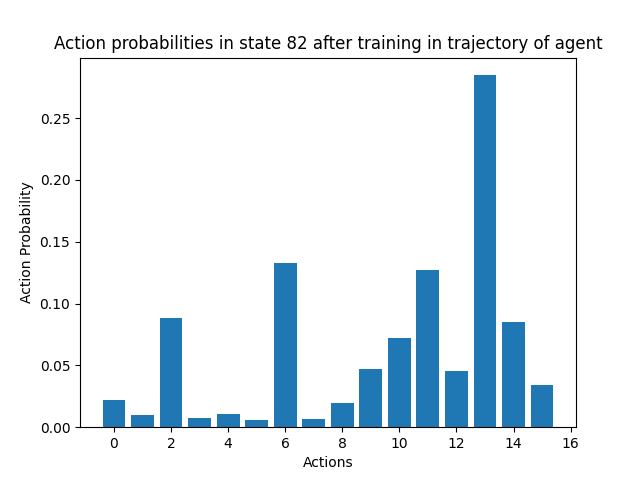 Action probabilities in state 82 after training in trajectory of agent
0.25
0.20
0.15
0.10
0.05
0.00
Action Probability
0 2 4 6 8 10 12 14 16
Actions